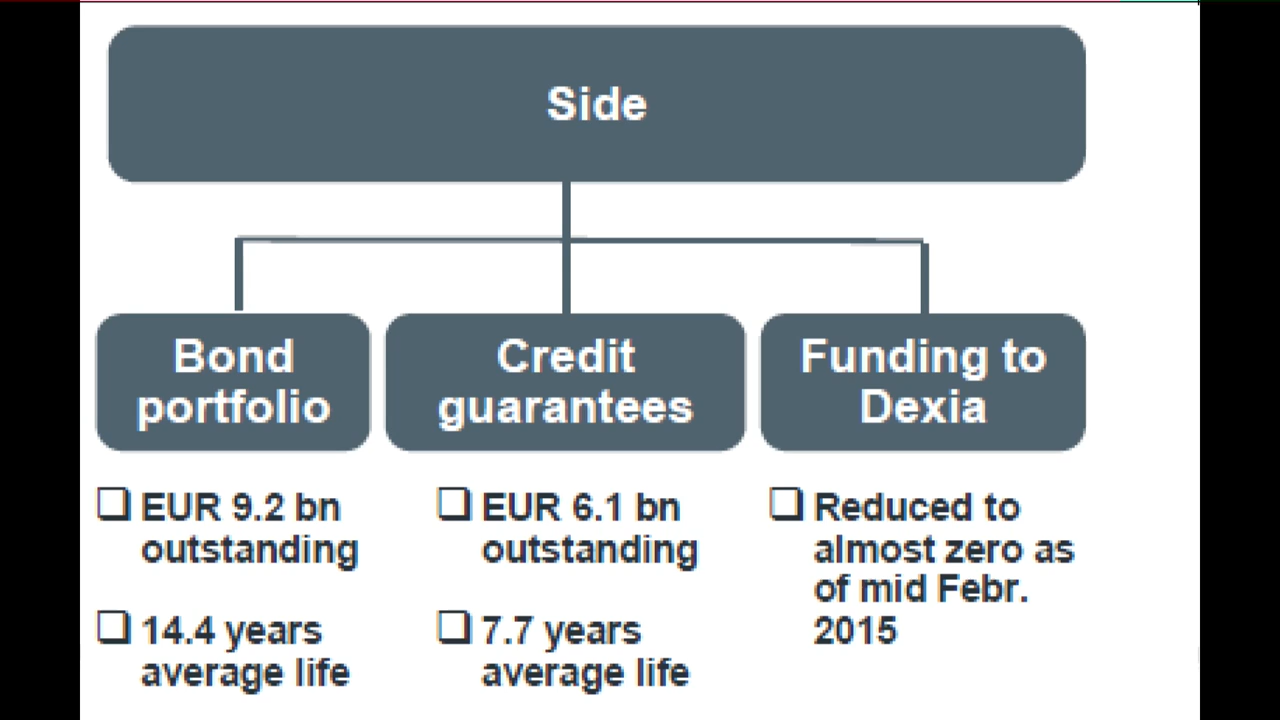 Side
Bond
portfolio
Credit
guarantees
Funding to
Dexia
EUR 9.2 bn
outstanding
14.4 years
average life
EUR 6.1 bn
outstanding
7.7 years
average life
Reduced to
almost zero as
of mid Febr.
2015